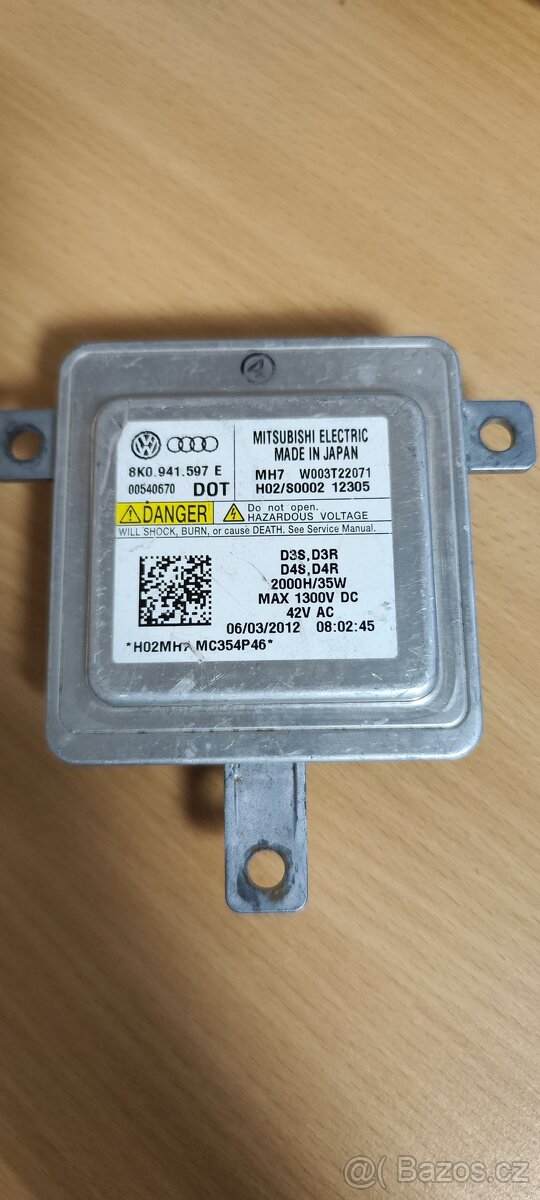 4
8K0.941.597 E
00540670 DOT
MITSUBISHI ELECTRIC
MADE IN JAPAN
MH7 W003T22071
H02/S0002 12305
DANGER
Do not open.
HAZARDOUS VOLTAGE
WILL SHOCK, BURN, or cause DEATH. See Service Manual.
D3S,D3R
D4S,D4R
2000H/35W
MAX 1300V DC
42V AC
06/03/2012 08:02:45
*H02MH7 MC354P46*
Bazos.cz